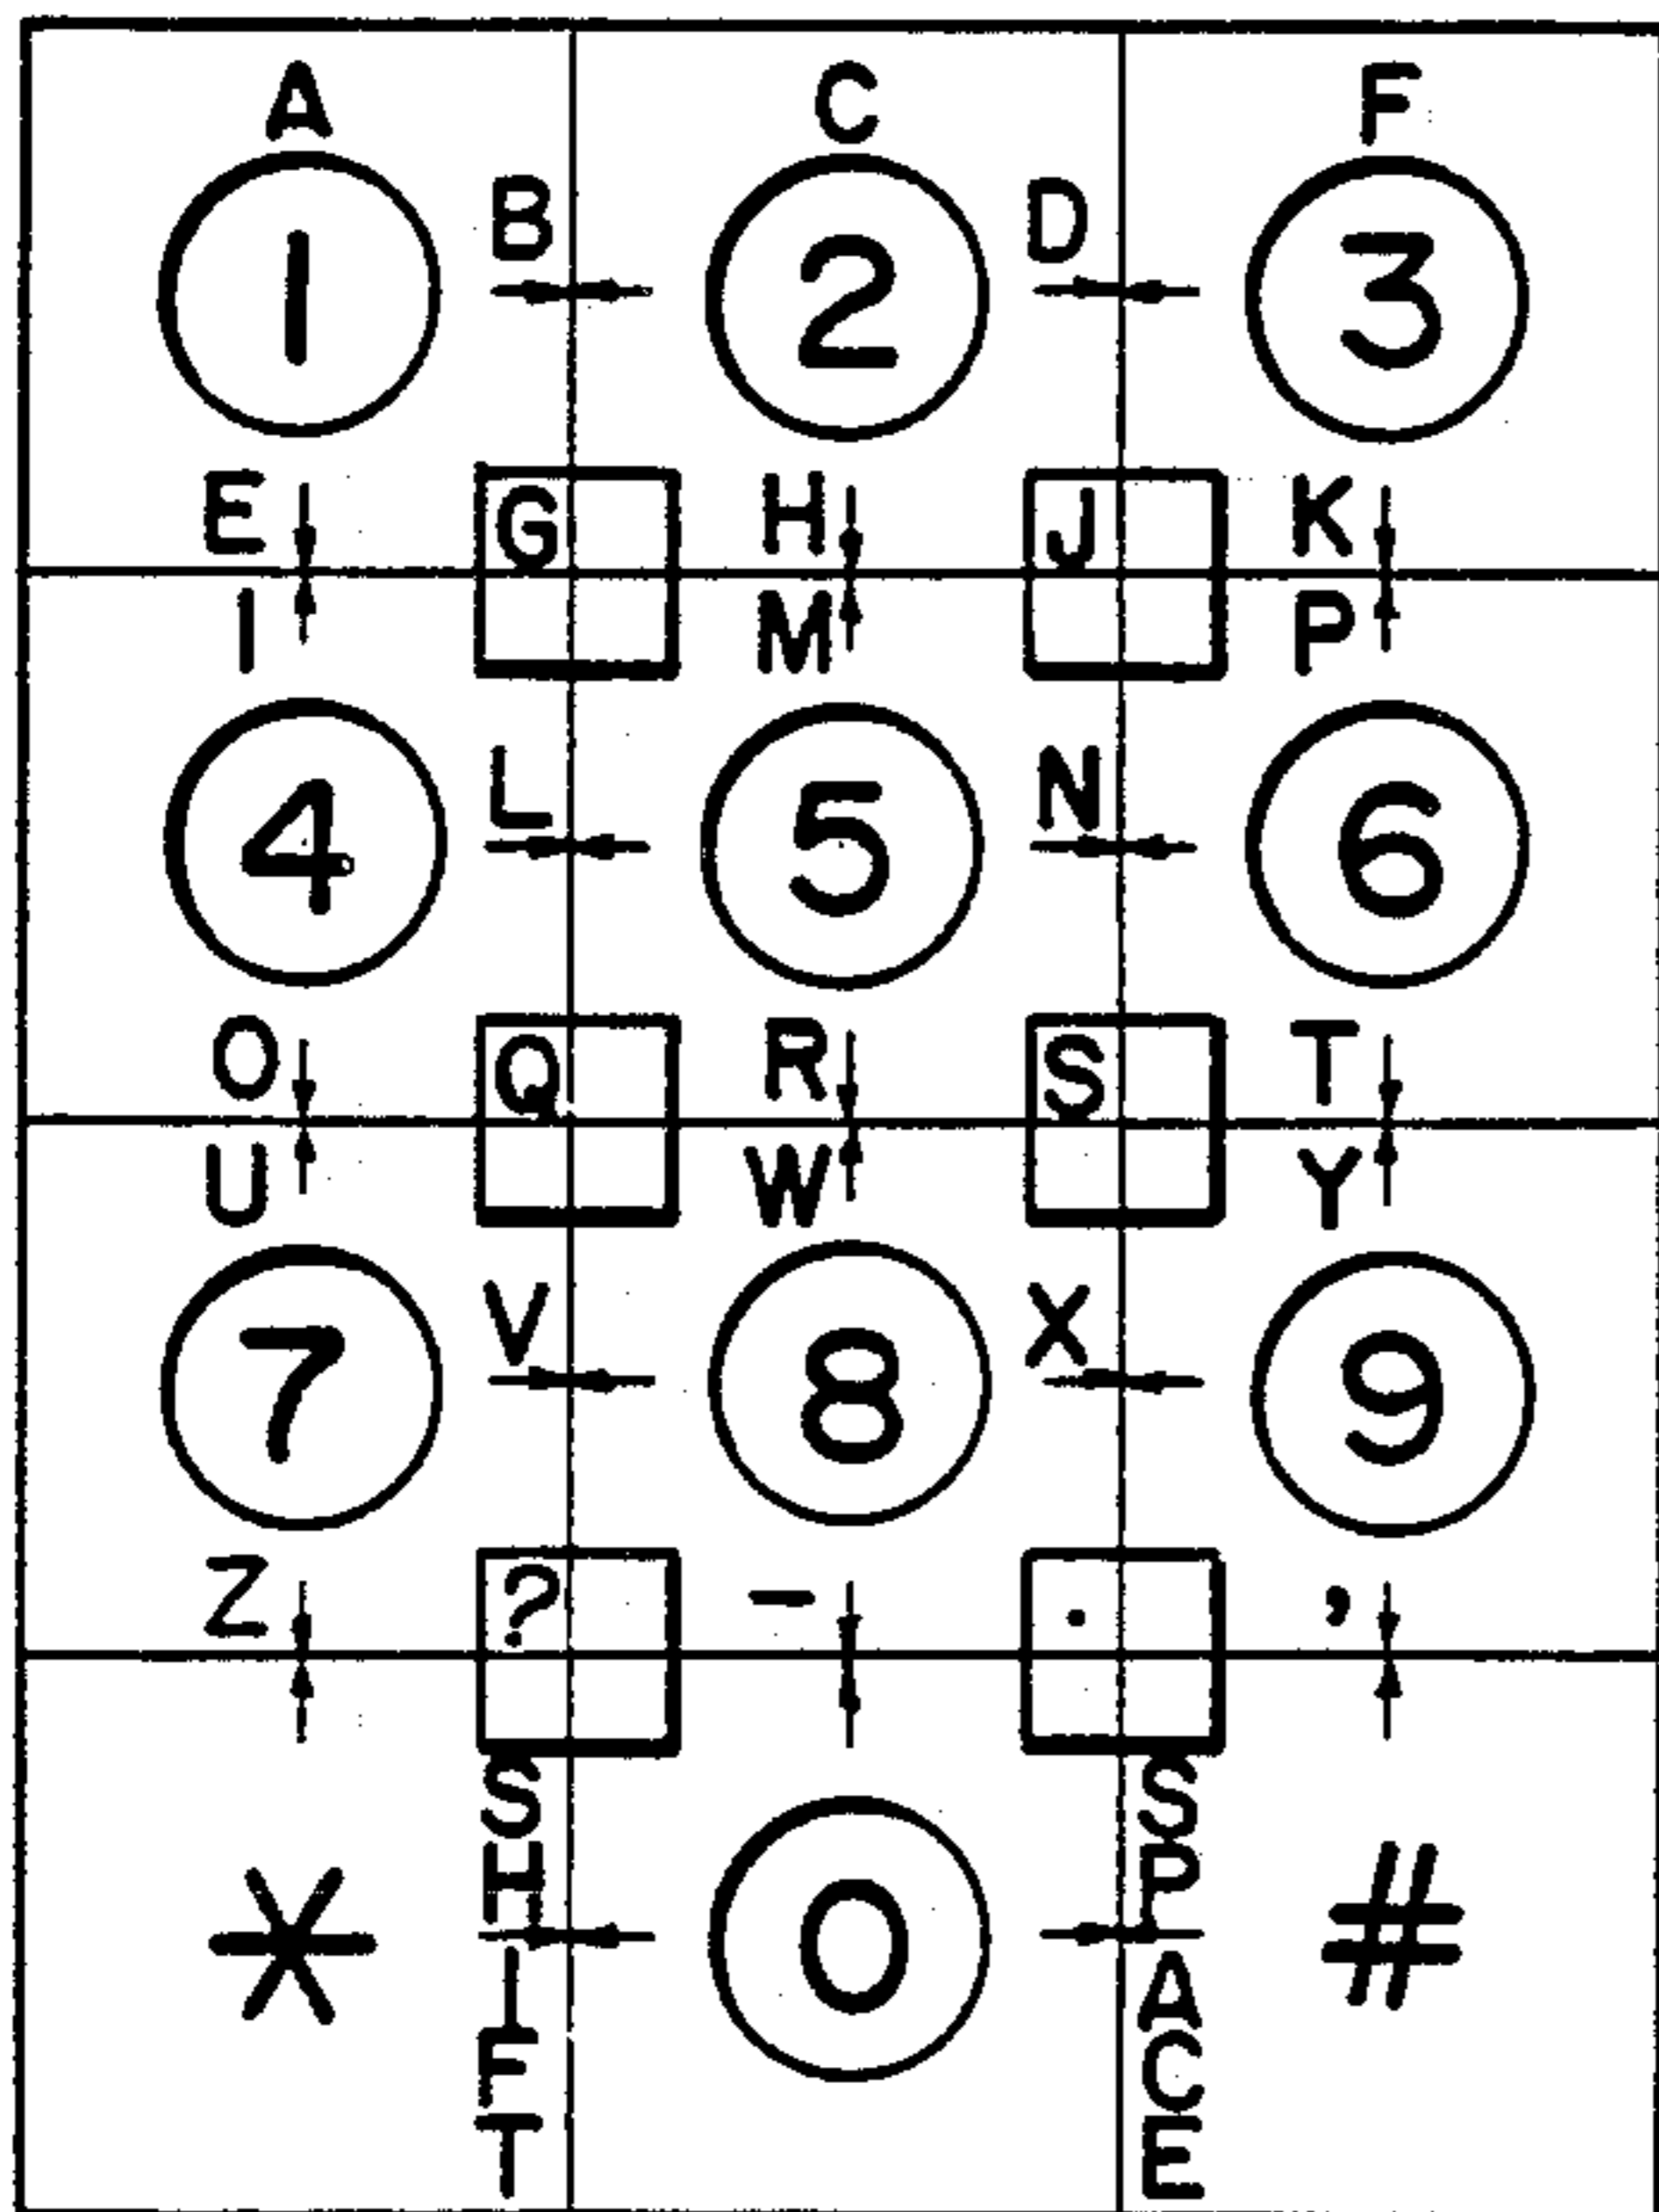 A C F
B D
1 2 3
E G H J K
I M P
L N
4 5 6
O Q R S T
U W Y
V X
7 8 9
Z ? - . ,
SHIFT SPACE
* 0 #